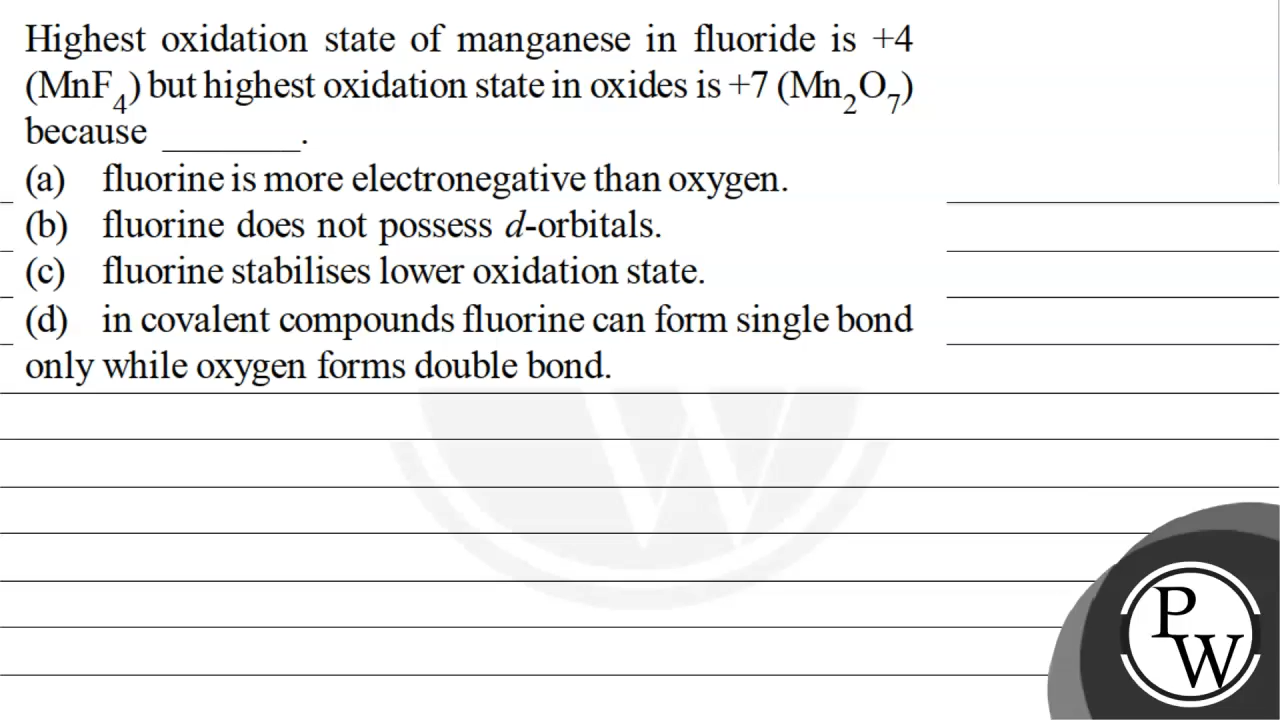 Highest oxidation state of manganese in fluoride is +4
(MnF₄) but highest oxidation state in oxides is +7 (Mn₂O₇)
because _______.
(a) fluorine is more electronegative than oxygen.
(b) fluorine does not possess d-orbitals.
(c) fluorine stabilises lower oxidation state.
(d) in covalent compounds fluorine can form single bond
only while oxygen forms double bond.
W
P
W